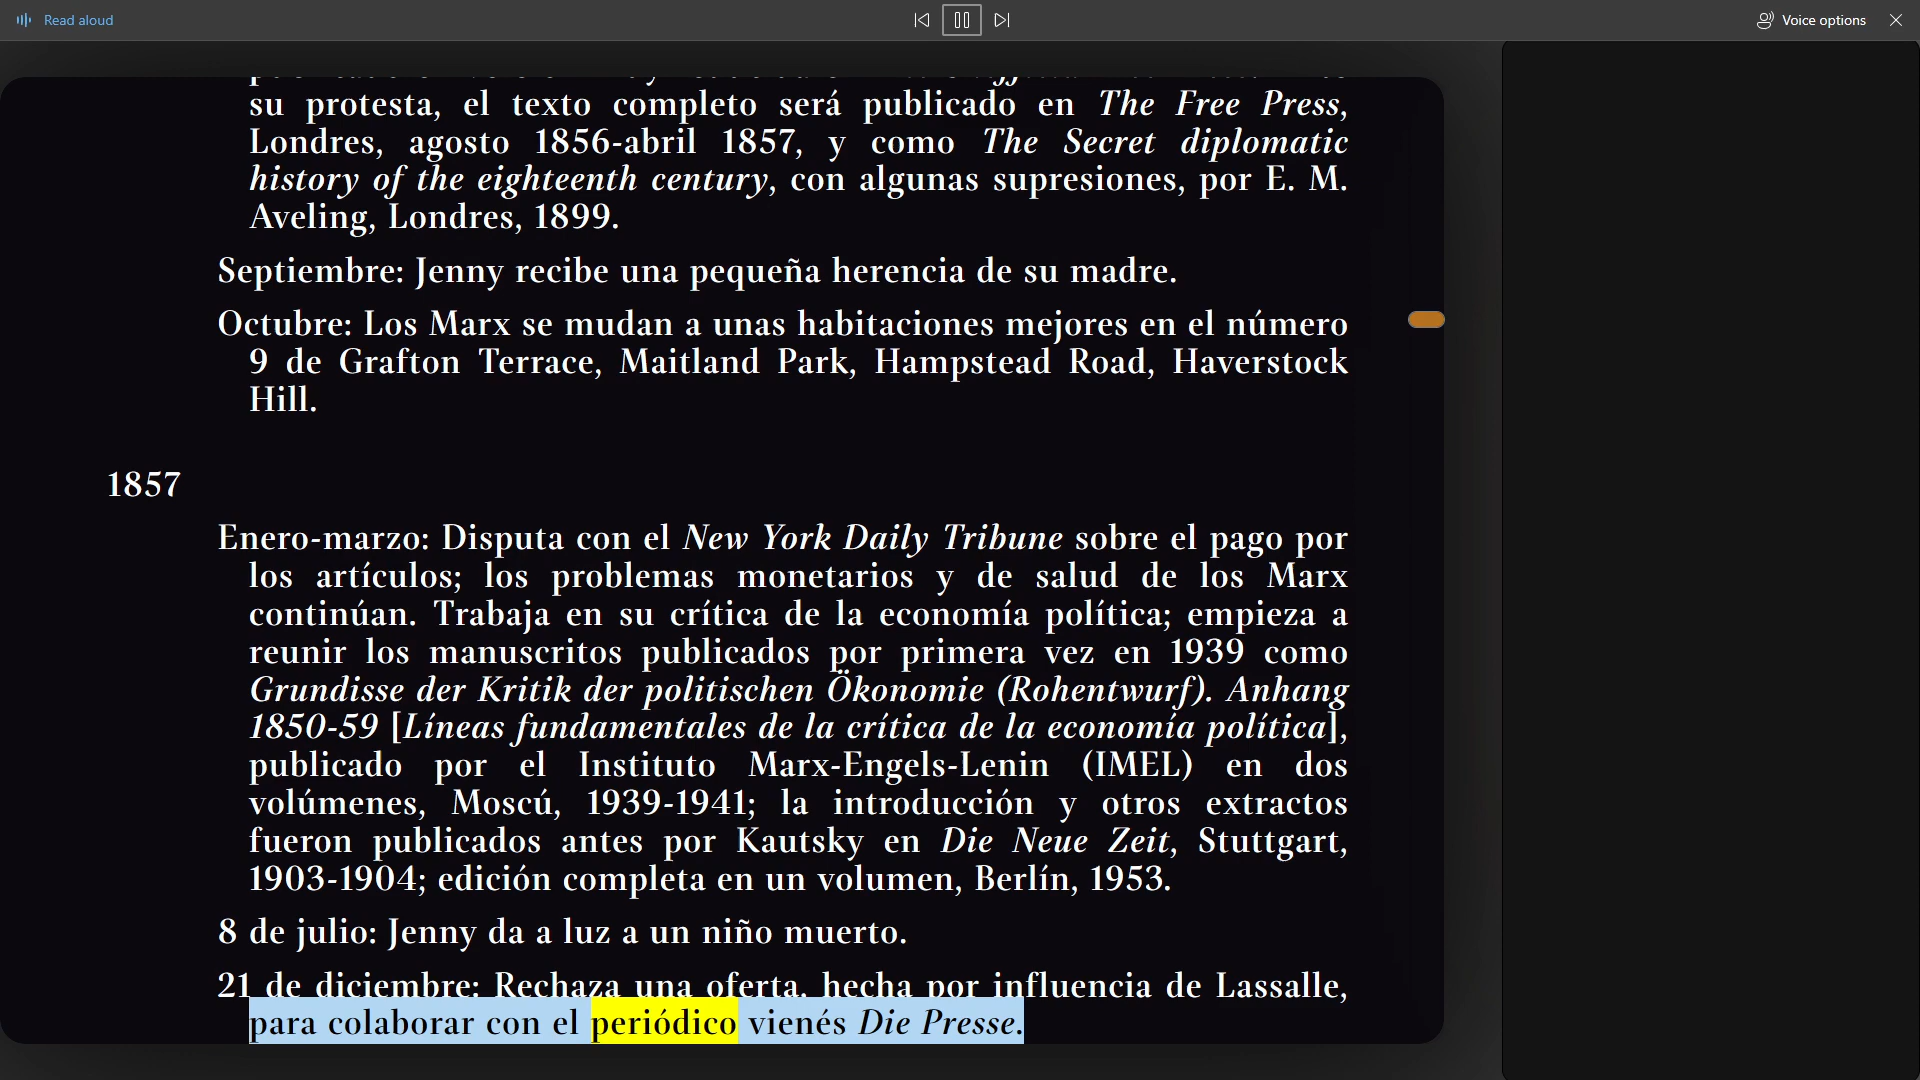 Read aloud
Voice options
su protesta, el texto completo será publicado en The Free Press,
Londres, agosto 1856-abril 1857, y como The Secret diplomatic
history of the eighteenth century, con algunas supresiones, por E. M.
Aveling, Londres, 1899.
Septiembre: Jenny recibe una pequeña herencia de su madre.
Octubre: Los Marx se mudan a unas habitaciones mejores en el número
9 de Grafton Terrace, Maitland Park, Hampstead Road, Haverstock
Hill.
1857
Enero-marzo: Disputa con el New York Daily Tribune sobre el pago por
los artículos; los problemas monetarios y de salud de los Marx
continúan. Trabaja en su crítica de la economía política; empieza a
reunir los manuscritos publicados por primera vez en 1939 como
Grundisse der Kritik der politischen Ökonomie (Rohentwurf). Anhang
1850-59 [Líneas fundamentales de la crítica de la economía política],
publicado por el Instituto Marx-Engels-Lenin (IMEL) en dos
volúmenes, Moscú, 1939-1941; la introducción y otros extractos
fueron publicados antes por Kautsky en Die Neue Zeit, Stuttgart,
1903-1904; edición completa en un volumen, Berlín, 1953.
8 de julio: Jenny da a luz a un niño muerto.
21 de diciembre: Rechaza una oferta, hecha por influencia de Lassalle,
para colaborar con el periódico vienés Die Presse.